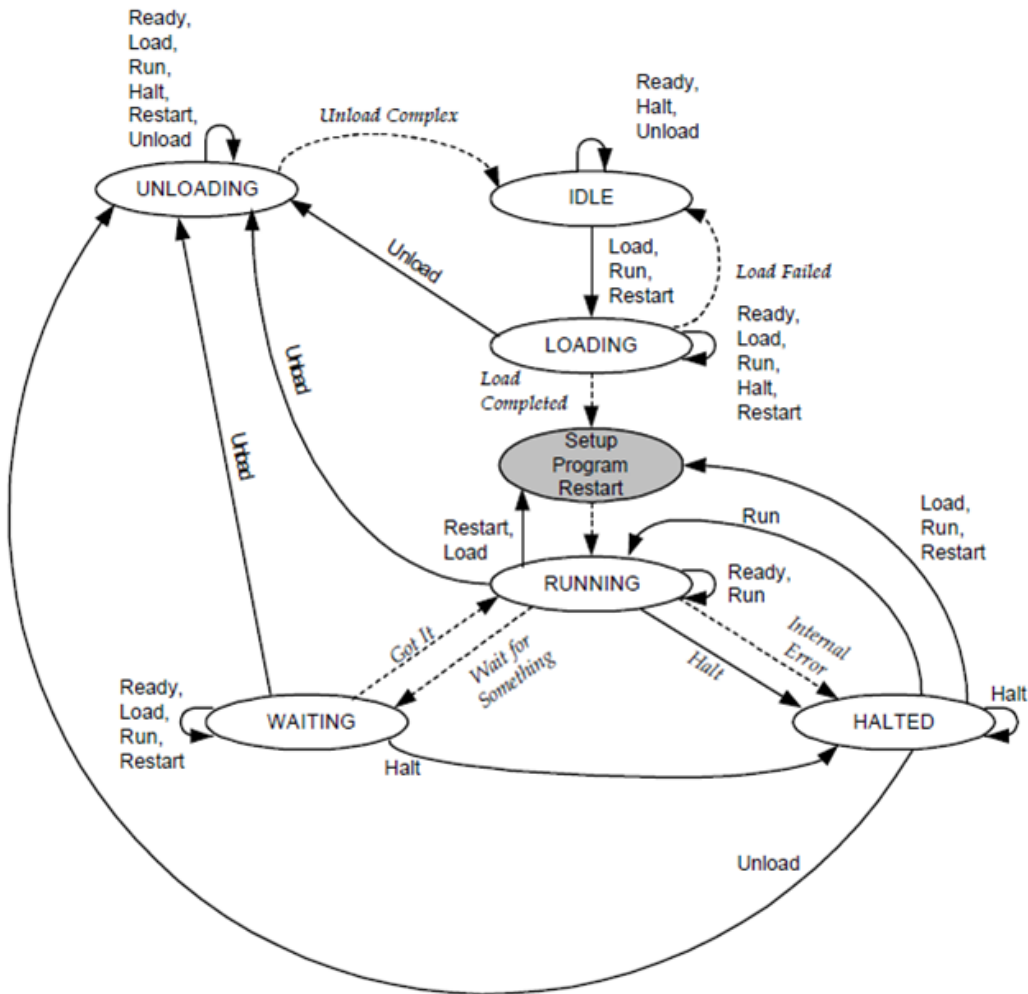 Ready,
Load,
Run,
Halt,
Restart,
Unload
Unload Complex
Ready,
Halt,
Unload
UNLOADING
IDLE
Load,
Run,
Restart
Load Failed
Unload
LOADING
Ready,
Load,
Run,
Halt,
Restart
Load
Completed
Unload
Unload
Setup
Program
Restart
Restart,
Load
Run
Load,
Run,
Restart
RUNNING
Ready,
Run
Got It
Wait for
Something
Halt
Internal
Error
Ready,
Load,
Run,
Restart
WAITING
Halt
HALTED
Halt
Unload